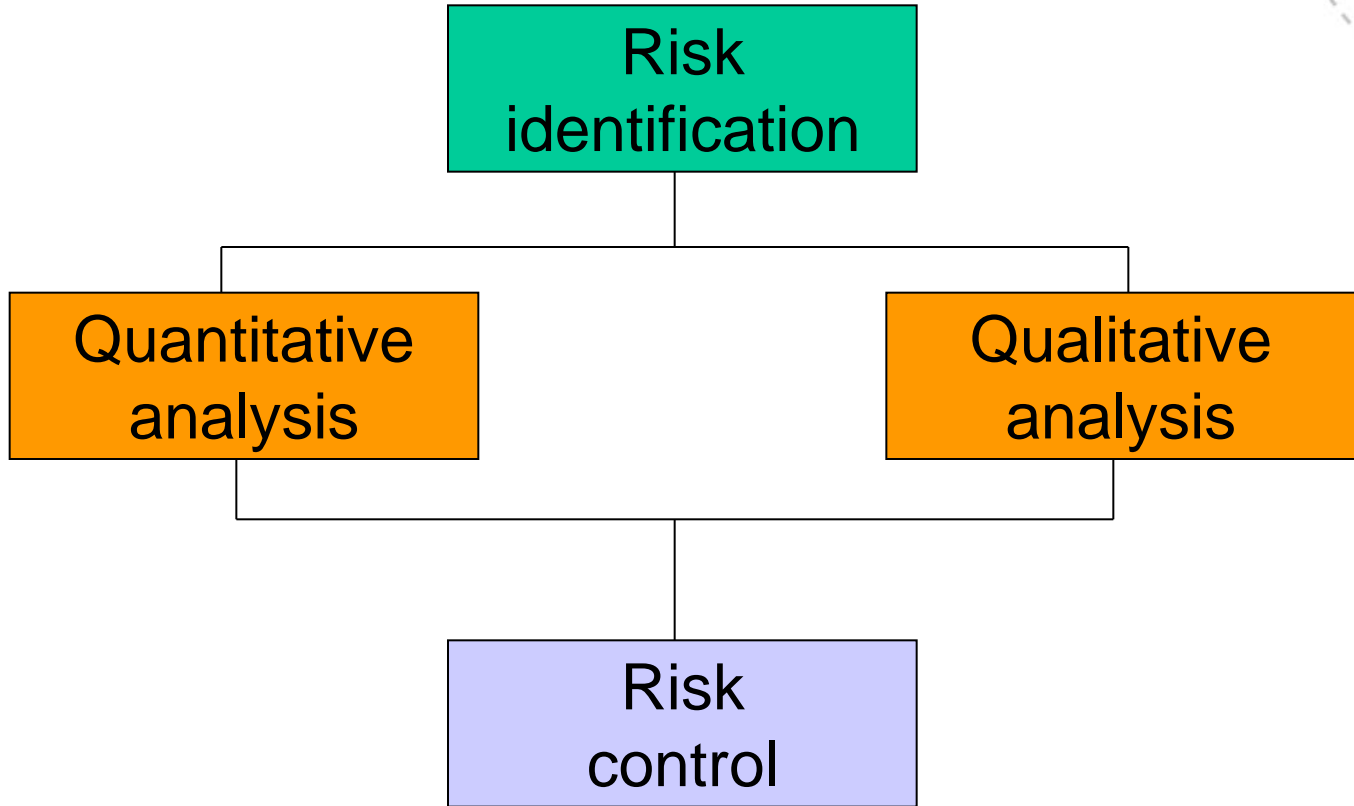 Risk
identification
Quantitative
analysis
Qualitative
analysis
Risk
control